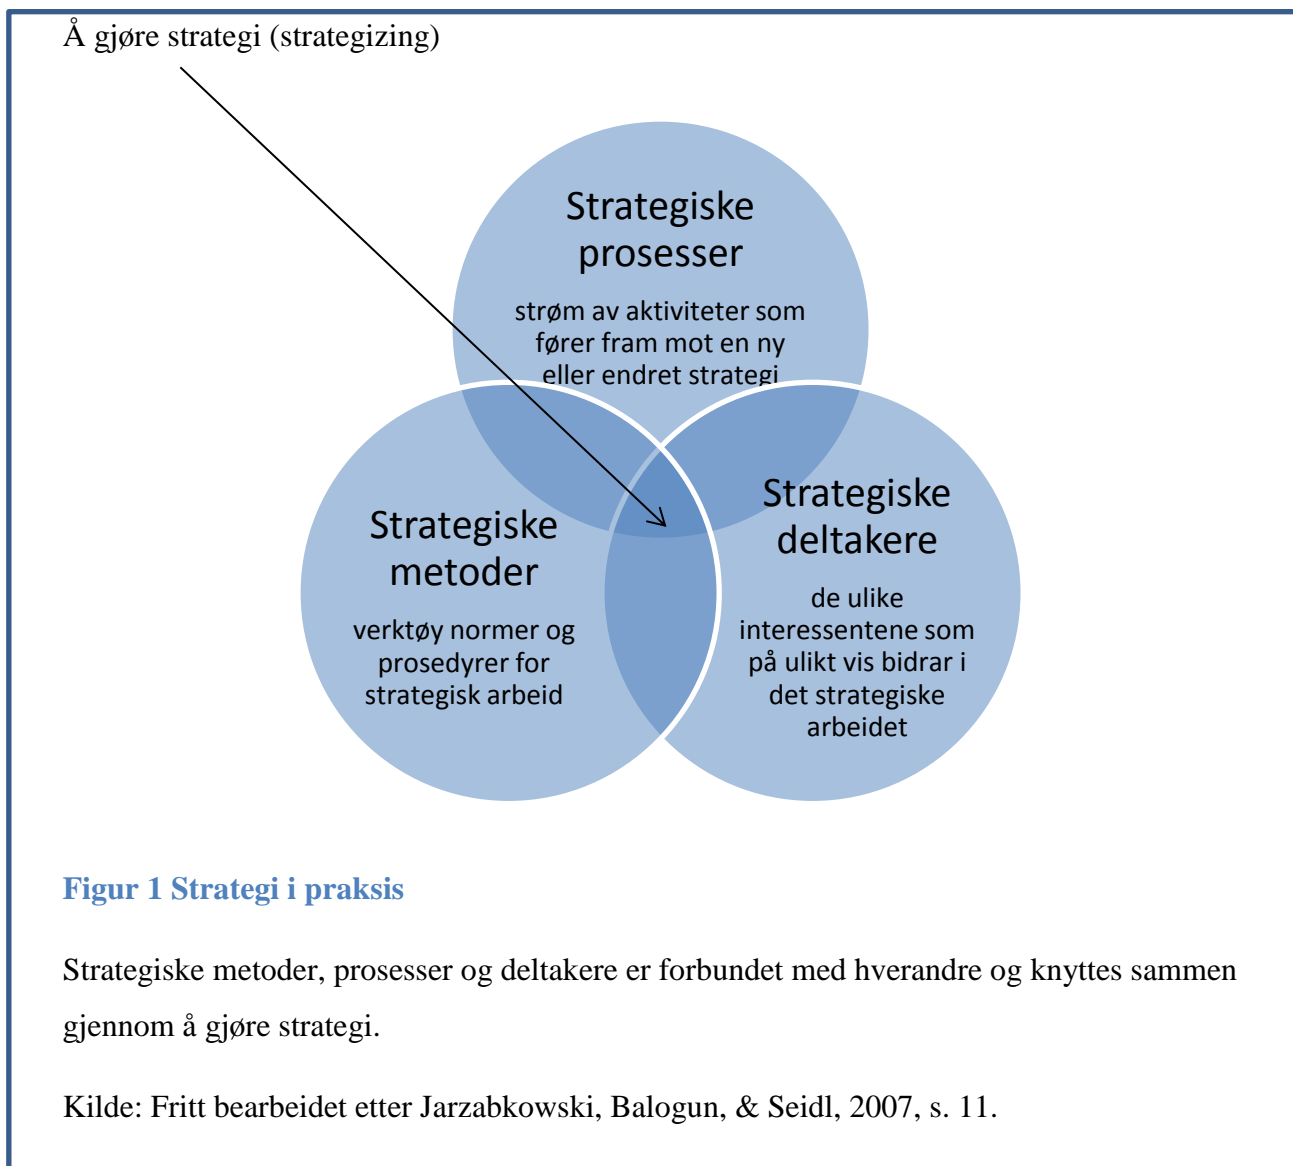 Å gjøre strategi (strategizing)
Strategiske
prosesser
strøm av aktiviteter som
fører fram mot en ny
eller endret strategi
Strategiske
metoder
verktøy normer og
prosedyrer for
strategisk arbeid
Strategiske
deltakere
de ulike
interessentene som
på ulikt vis bidrar i
det strategiske
arbeidet
Figur 1 Strategi i praksis
Strategiske metoder, prosesser og deltakere er forbundet med hverandre og knyttes sammen
gjennom å gjøre strategi.
Kilde: Fritt bearbeidet etter Jarzabkowski, Balogun, & Seidl, 2007, s. 11.